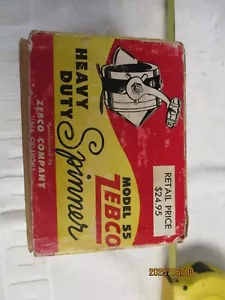 HEAVY
DUTY
Spinner
MODEL 55
ZEBCO
RETAIL PRICE
$24.95
ZEBCO COMPANY